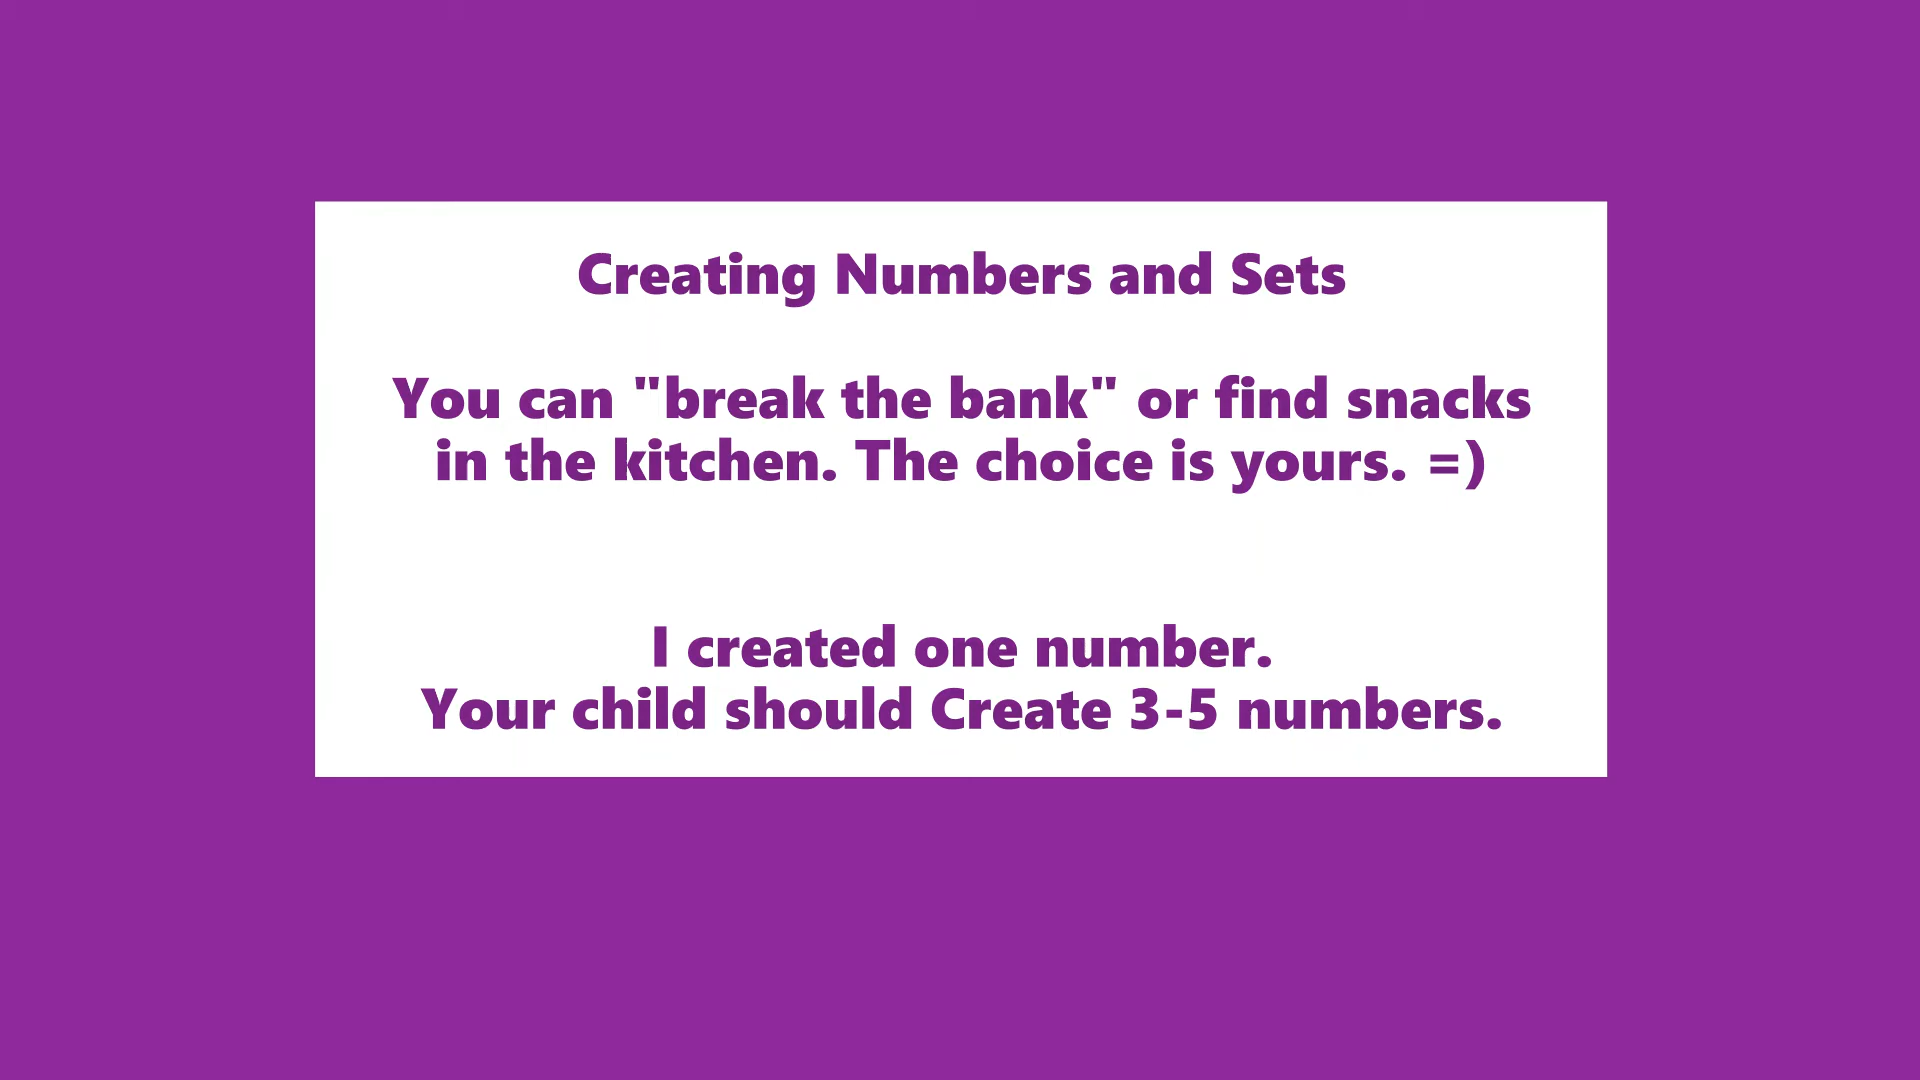 Creating Numbers and Sets
You can "break the bank" or find snacks
in the kitchen. The choice is yours. =)
I created one number.
Your child should Create 3-5 numbers.